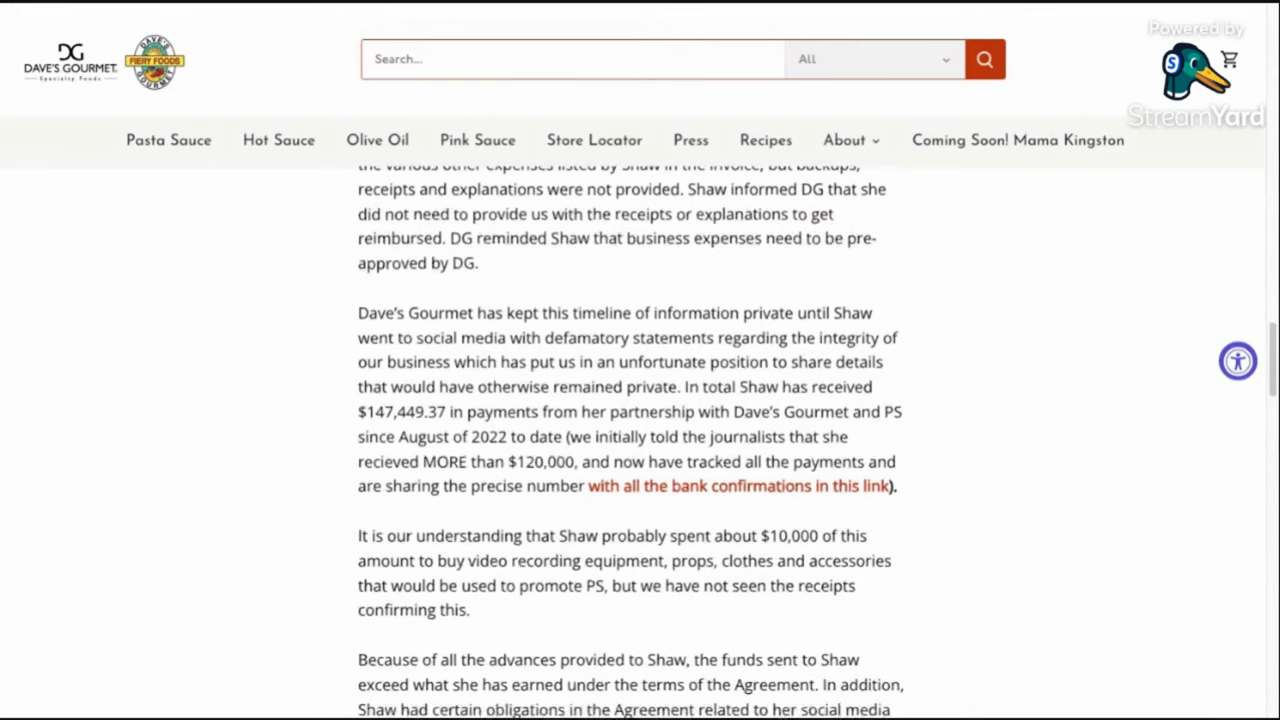 Powered by
StreamYard
DG
DAVE'S GOURMET
Specialty Foods
DAVE'S
FIERY FOODS
GOURMET
Search...
All
Pasta Sauce
Hot Sauce
Olive Oil
Pink Sauce
Store Locator
Press
Recipes
About
Coming Soon! Mama Kingston
the various other expenses listed by Shaw in the invoice, but backups,
receipts and explanations were not provided. Shaw informed DG that she
did not need to provide us with the receipts or explanations to get
reimbursed. DG reminded Shaw that business expenses need to be pre-
approved by DG.
Dave's Gourmet has kept this timeline of information private until Shaw
went to social media with defamatory statements regarding the integrity of
our business which has put us in an unfortunate position to share details
that would have otherwise remained private. In total Shaw has received
$147,449.37 in payments from her partnership with Dave's Gourmet and PS
since August of 2022 to date (we initially told the journalists that she
recieved MORE than $120,000, and now have tracked all the payments and
are sharing the precise number with all the bank confirmations in this link).
It is our understanding that Shaw probably spent about $10,000 of this
amount to buy video recording equipment, props, clothes and accessories
that would be used to promote PS, but we have not seen the receipts
confirming this.
Because of all the advances provided to Shaw, the funds sent to Shaw
exceed what she has earned under the terms of the Agreement. In addition,
Shaw had certain obligations in the Agreement related to her social media